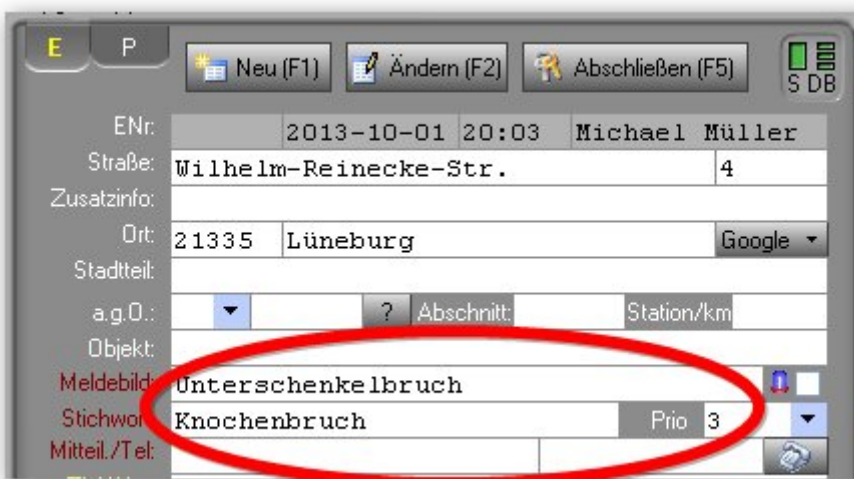 E P Neu (F1) Ändern (F2) Abschließen (F5) S DB
ENr: 2013-10-01 20:03 Michael Müller
Straße: Wilhelm-Reinecke-Str. 4
Zusatzinfo:
Ort: 21335 Lüneburg Google
Stadtteil:
a.g.O.: ? Abschnitt: Station/km
Objekt:
Meldebild: Unterschenkelbruch
Stichwor Knochenbruch Prio 3
Mitteil./Tel: